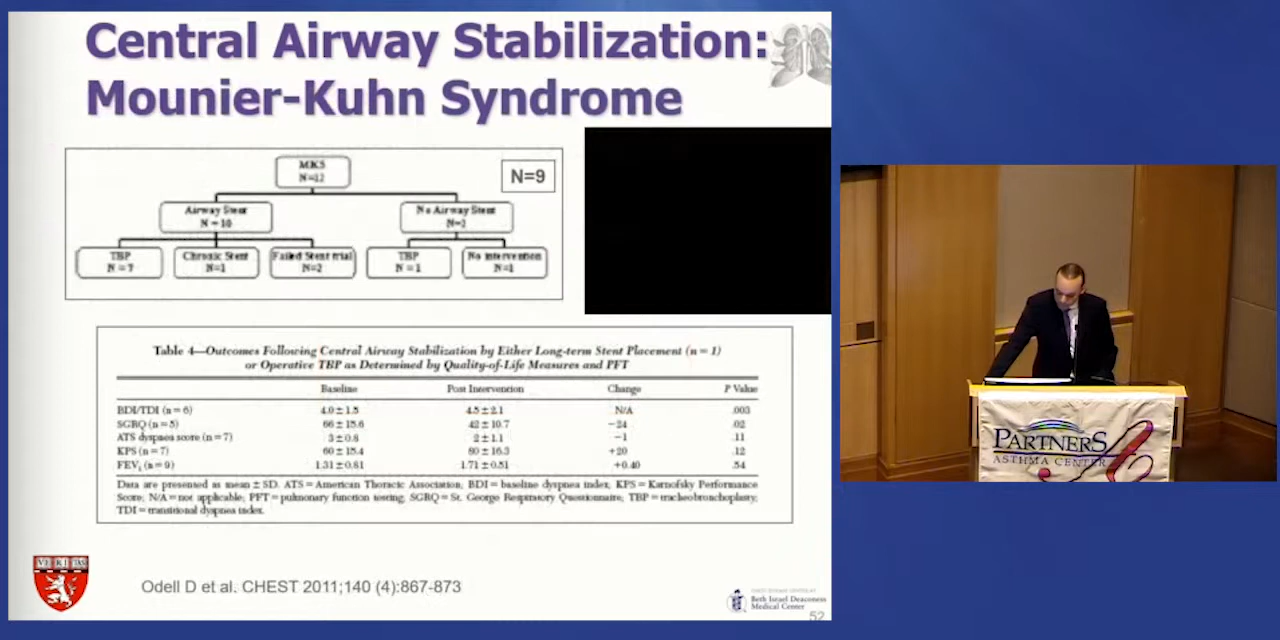 Central Airway Stabilization:
Mounier-Kuhn Syndrome
N=9
MKS
N=12
Airway Stent
N=10
No Airway Stent
N=2
TBP
N=7
Chronic Stent
N=1
Failed Stent trial
N=2
TBP
N=1
No intervention
N=1
Table 4—Outcomes Following Central Airway Stabilization by Either Long-term Stent Placement (n = 1)
or Operative TBP as Determined by Quality-of-Life Measures and PFT
Baseline Post Intervention Change P Value
BDI/TDI (n = 6) 4.0 ± 1.5 4.5 ± 2.1 N/A .003
SGRQ (n = 5) 66 ± 15.6 42 ± 10.7 −24 .02
ATS dyspnea score (n = 7) 3 ± 0.8 2 ± 1.1 −1 .11
KPS (n = 7) 60 ± 15.4 80 ± 16.3 +20 .12
FEV₁ (n = 9) 1.31 ± 0.81 1.71 ± 0.51 +0.40 .54
Data are presented as mean ± SD. ATS = American Thoracic Association; BDI = baseline dyspnea index; KPS = Karnofsky Performance
Score; N/A = not applicable; PFT = pulmonary function testing; SGRQ = St. George Respiratory Questionnaire; TBP = tracheobronchoplasty;
TDI = transitional dyspnea index.
VERITAS
Odell D et al. CHEST 2011;140 (4):867-873
Beth Israel Deaconess
Medical Center
52
PARTNERS
ASTHMA CENTER